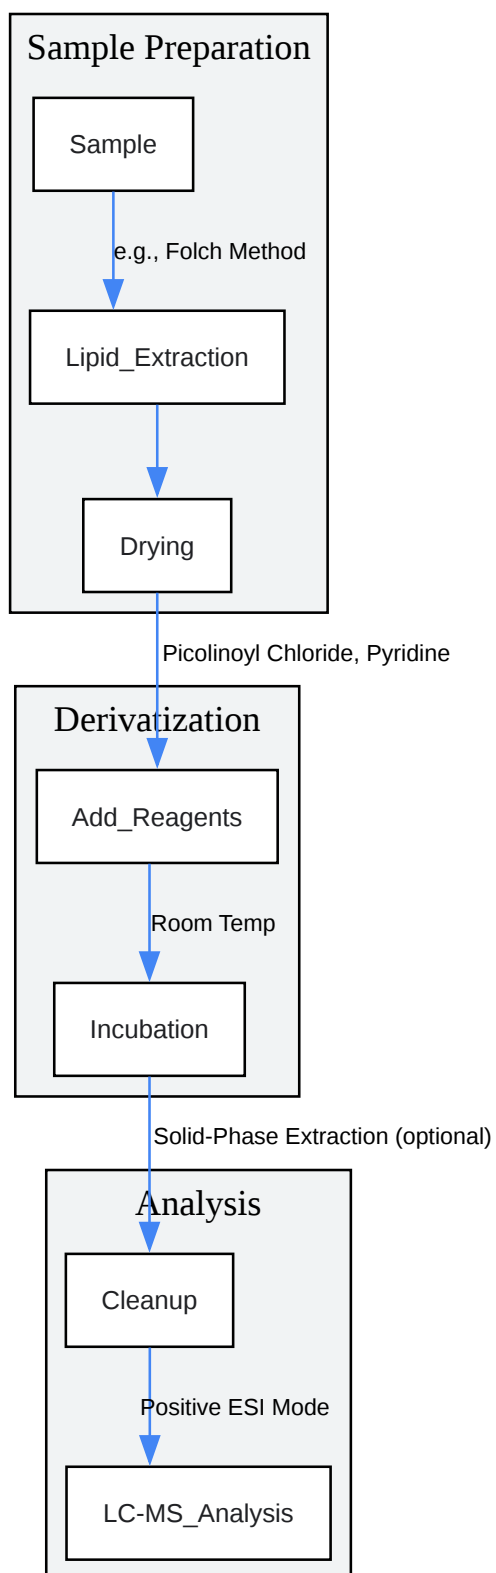 Sample Preparation
Sample
e.g., Folch Method
Lipid_Extraction
Drying
Picolinoyl Chloride, Pyridine
Derivatization
Add_Reagents
Room Temp
Incubation
Solid-Phase Extraction (optional)
Analysis
Cleanup
Positive ESI Mode
LC-MS_Analysis